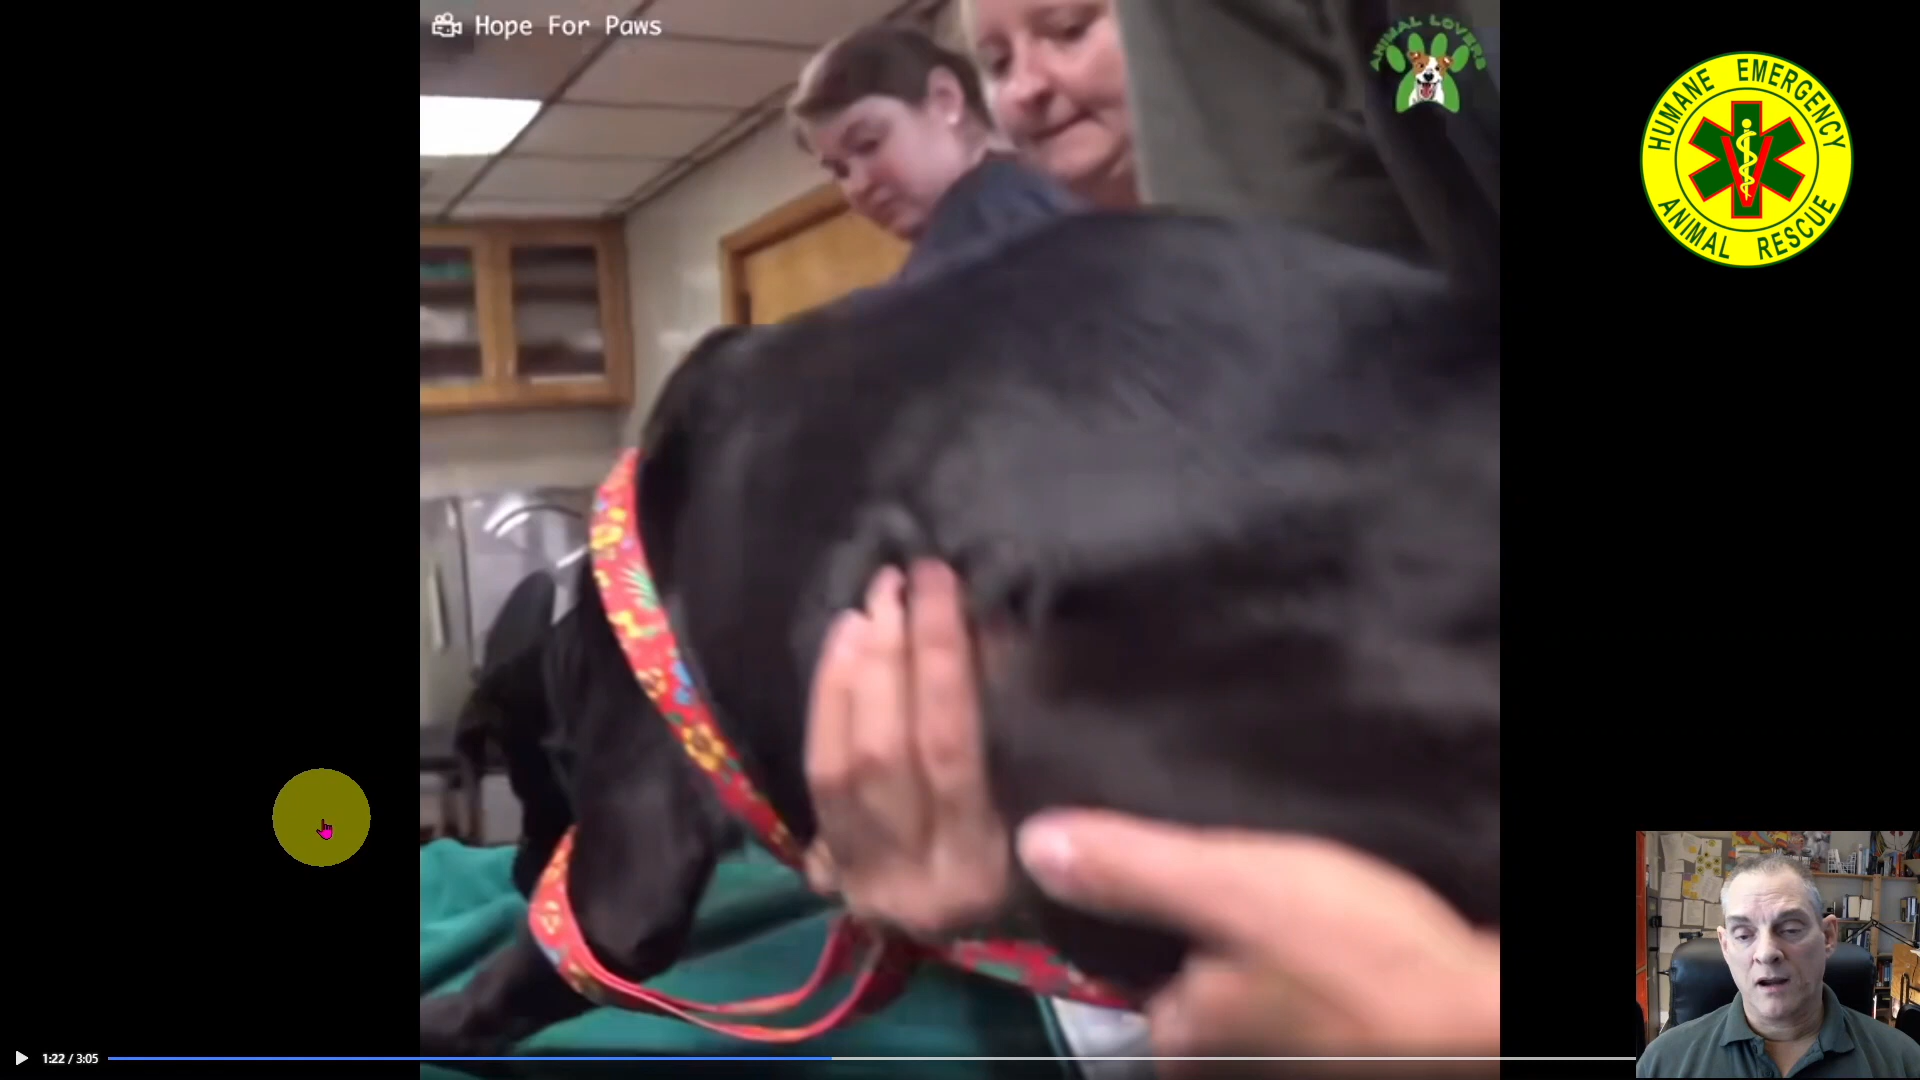 Hope For Paws
ANIMAL LOVERS
HUMANE EMERGENCY
ANIMAL RESCUE
1:22 / 3:05